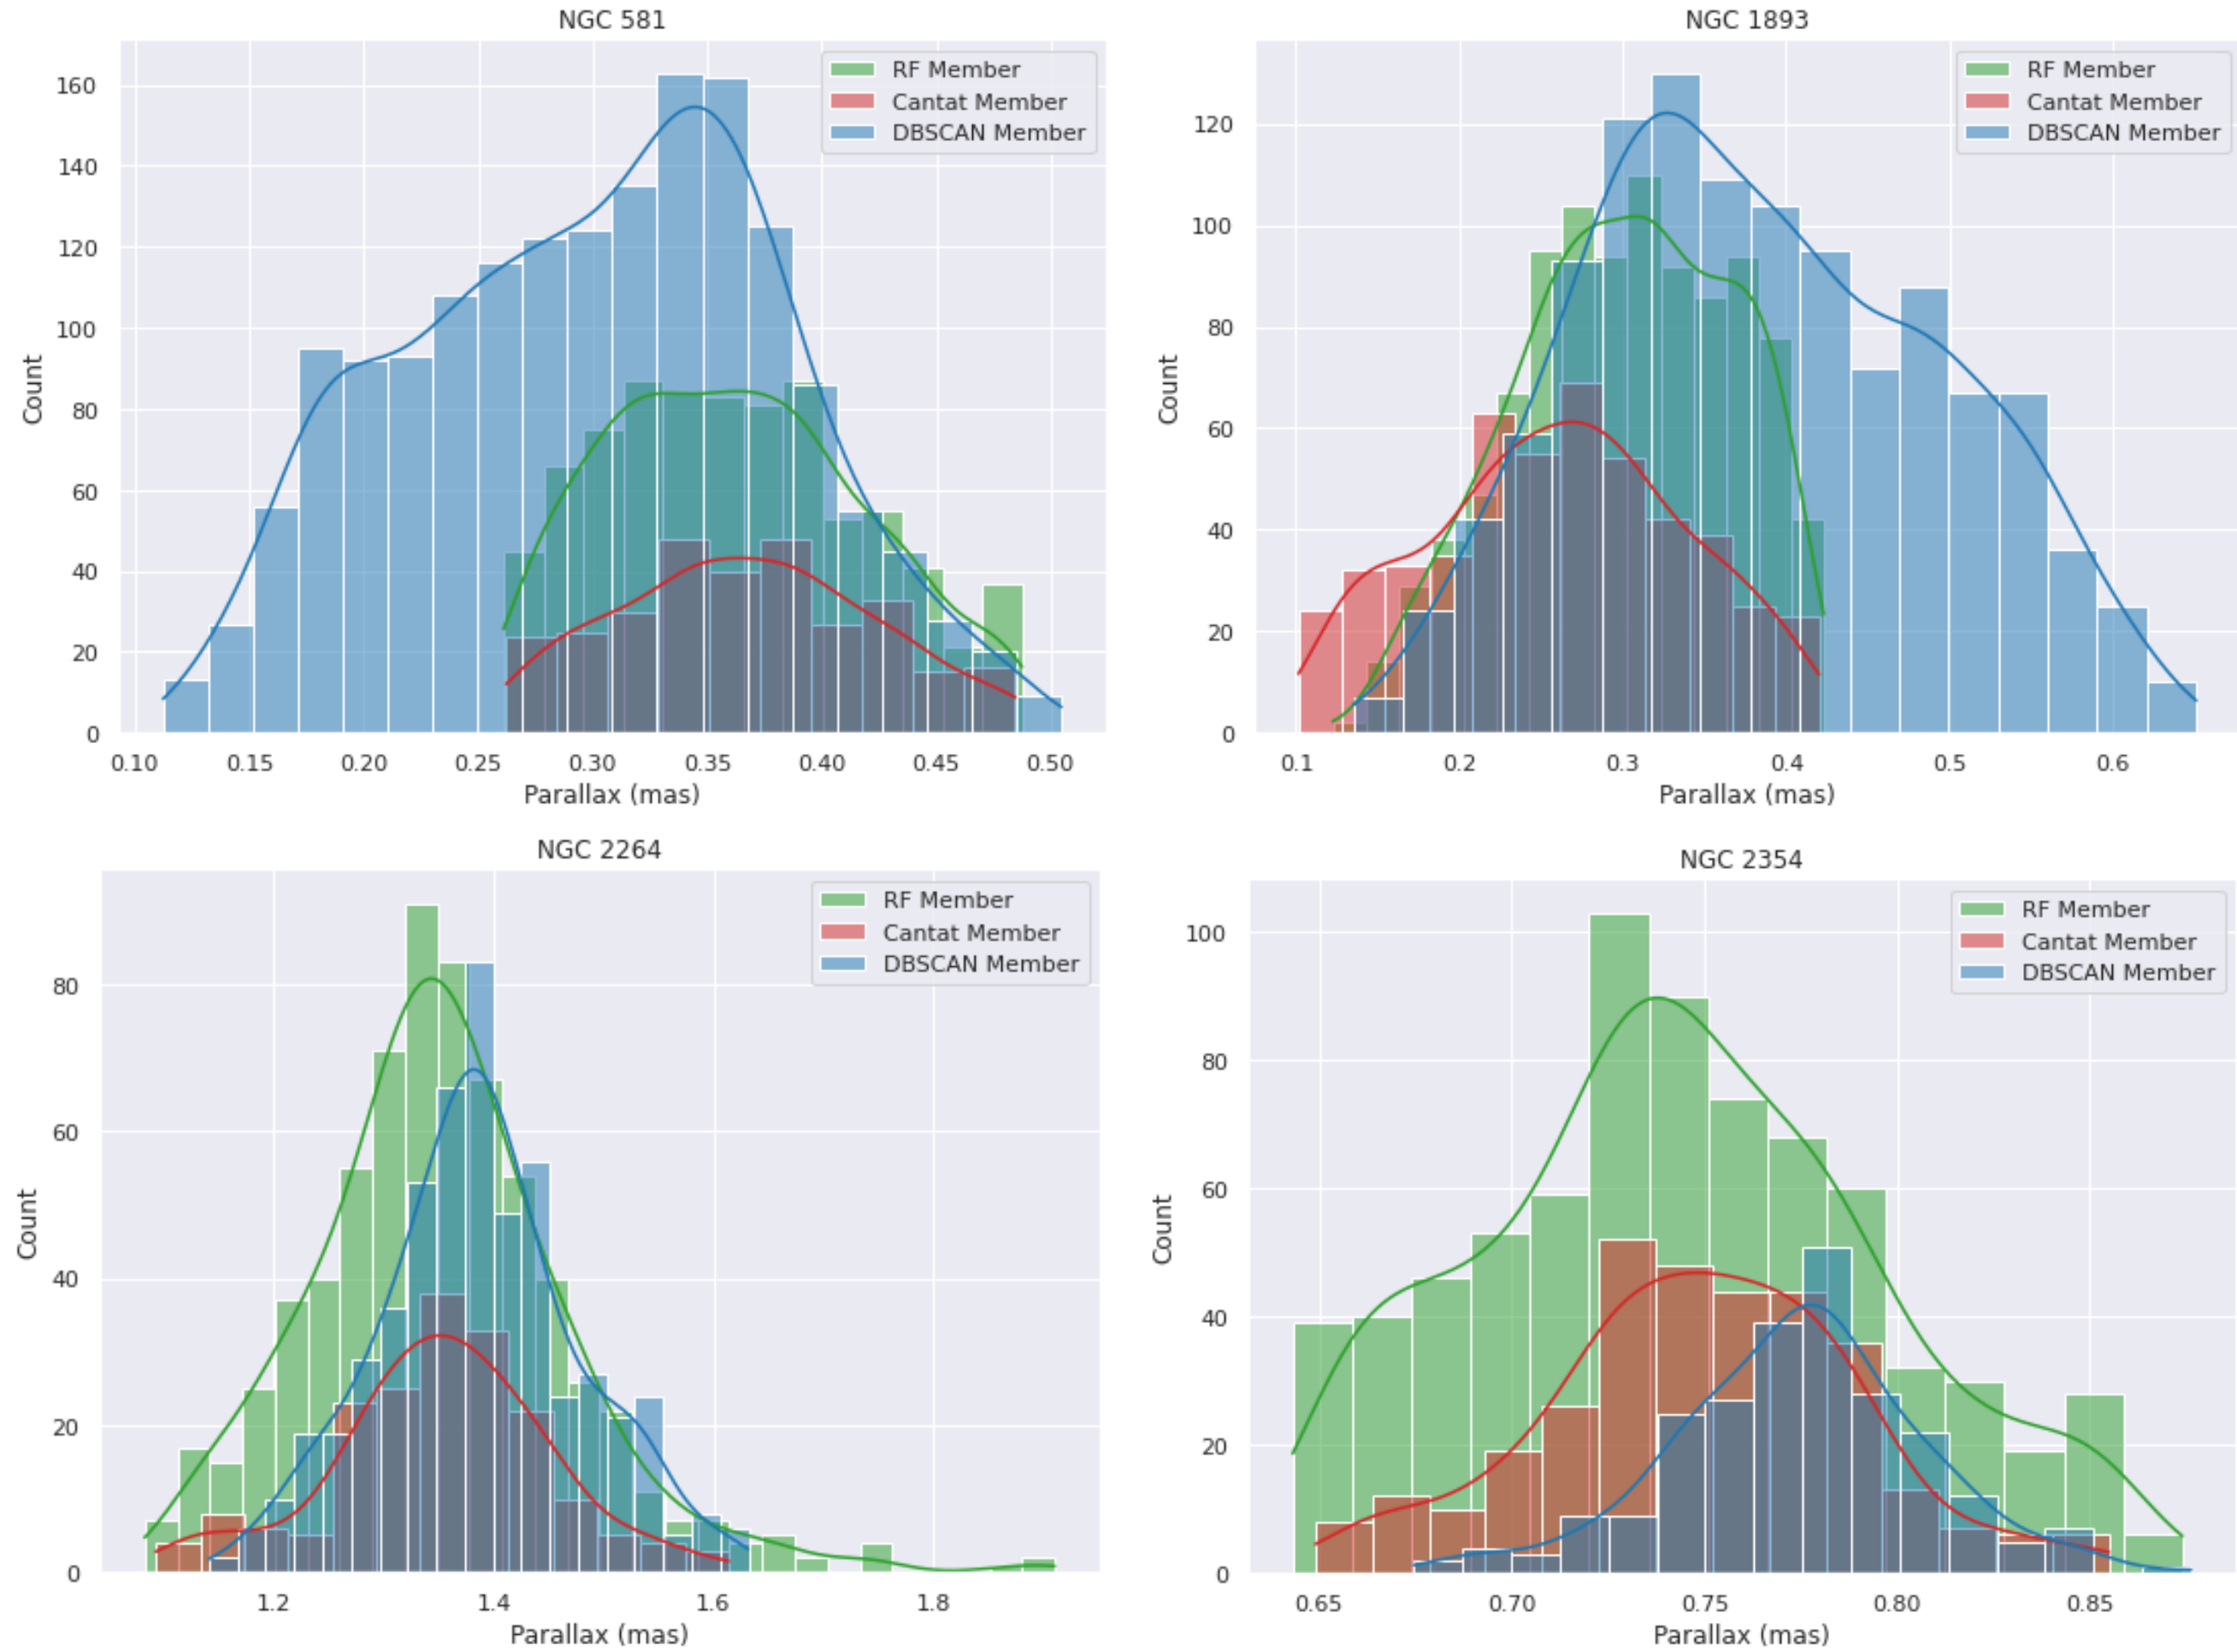 NGC 581
RF Member
Cantat Member
DBSCAN Member
160
140
120
100
80
60
40
20
0
Count
0.10 0.15 0.20 0.25 0.30 0.35 0.40 0.45 0.50
Parallax (mas)
NGC 1893
RF Member
Cantat Member
DBSCAN Member
120
100
80
60
40
20
0
Count
0.1 0.2 0.3 0.4 0.5 0.6
Parallax (mas)
NGC 2264
RF Member
Cantat Member
DBSCAN Member
80
60
40
20
0
Count
1.2 1.4 1.6 1.8
Parallax (mas)
NGC 2354
RF Member
Cantat Member
DBSCAN Member
100
80
60
40
20
0
Count
0.65 0.70 0.75 0.80 0.85
Parallax (mas)